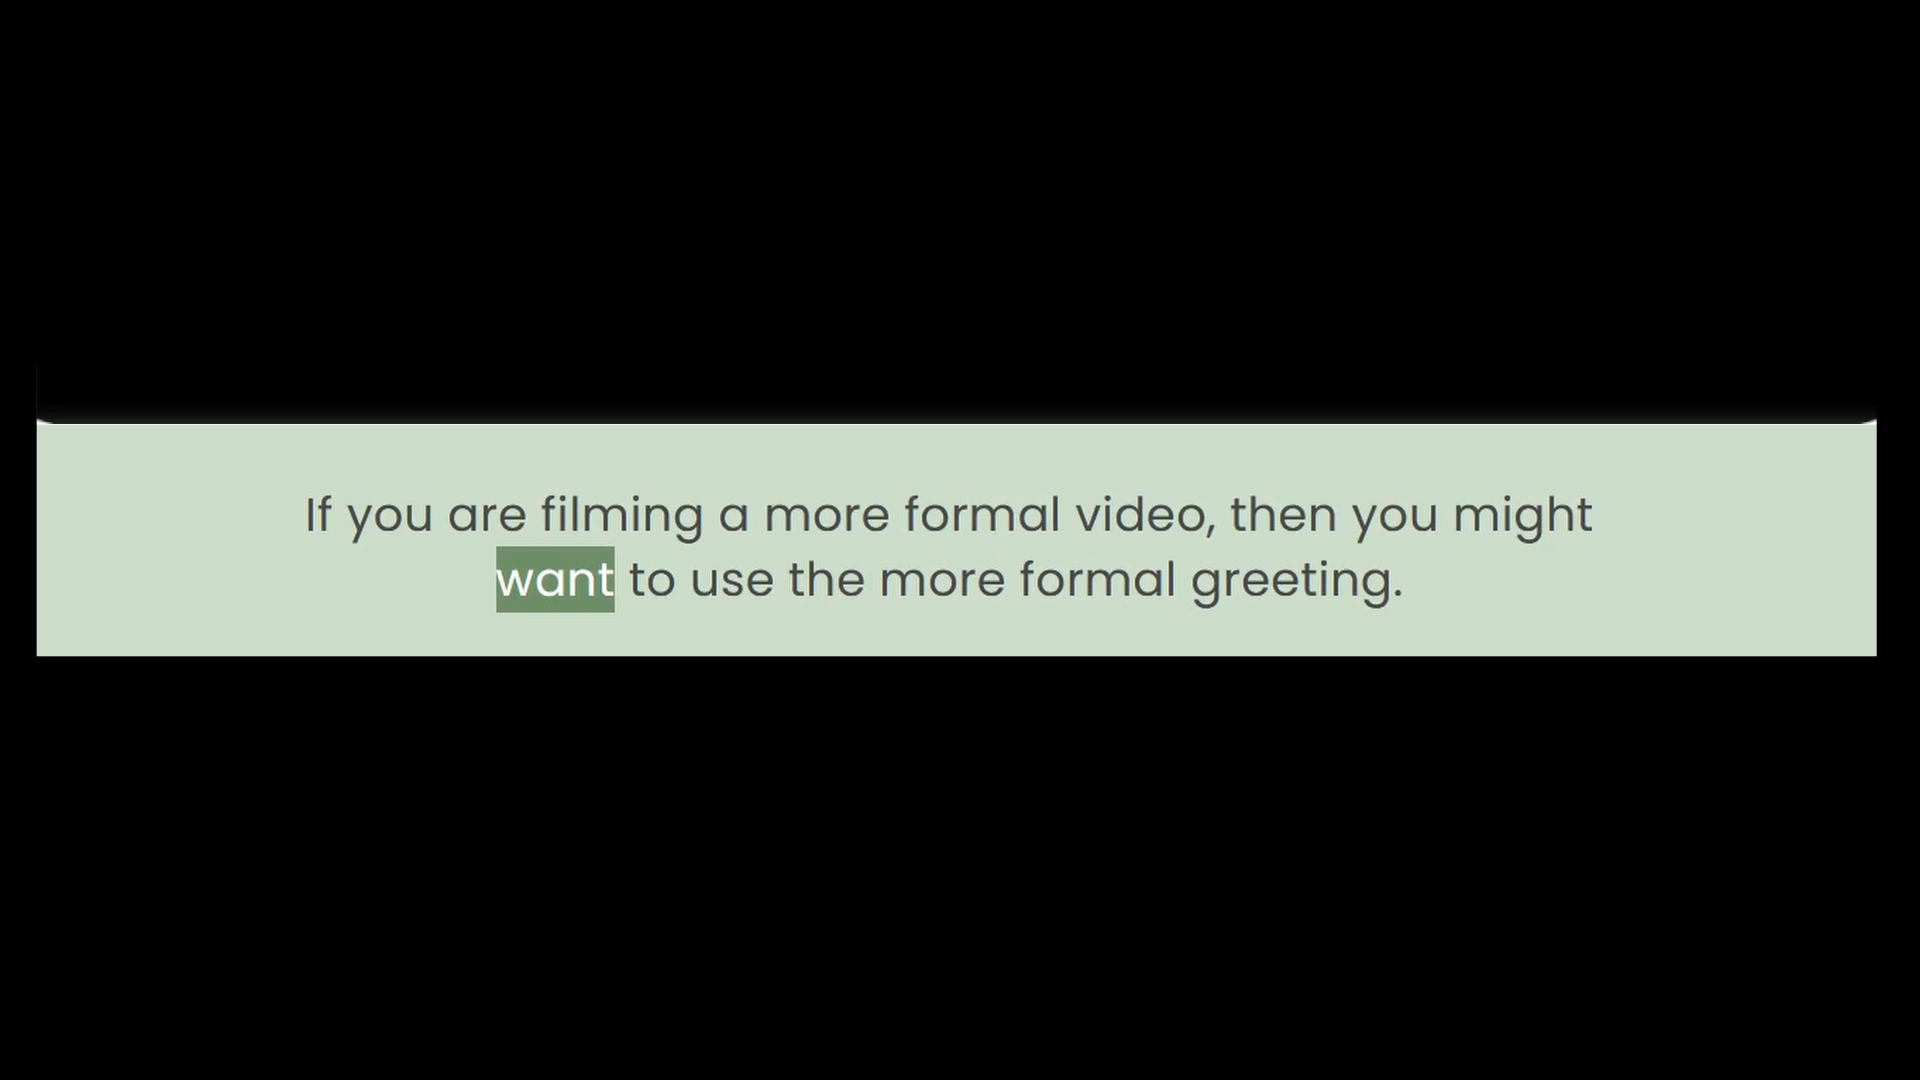 If you are filming a more formal video, then you might
want to use the more formal greeting.